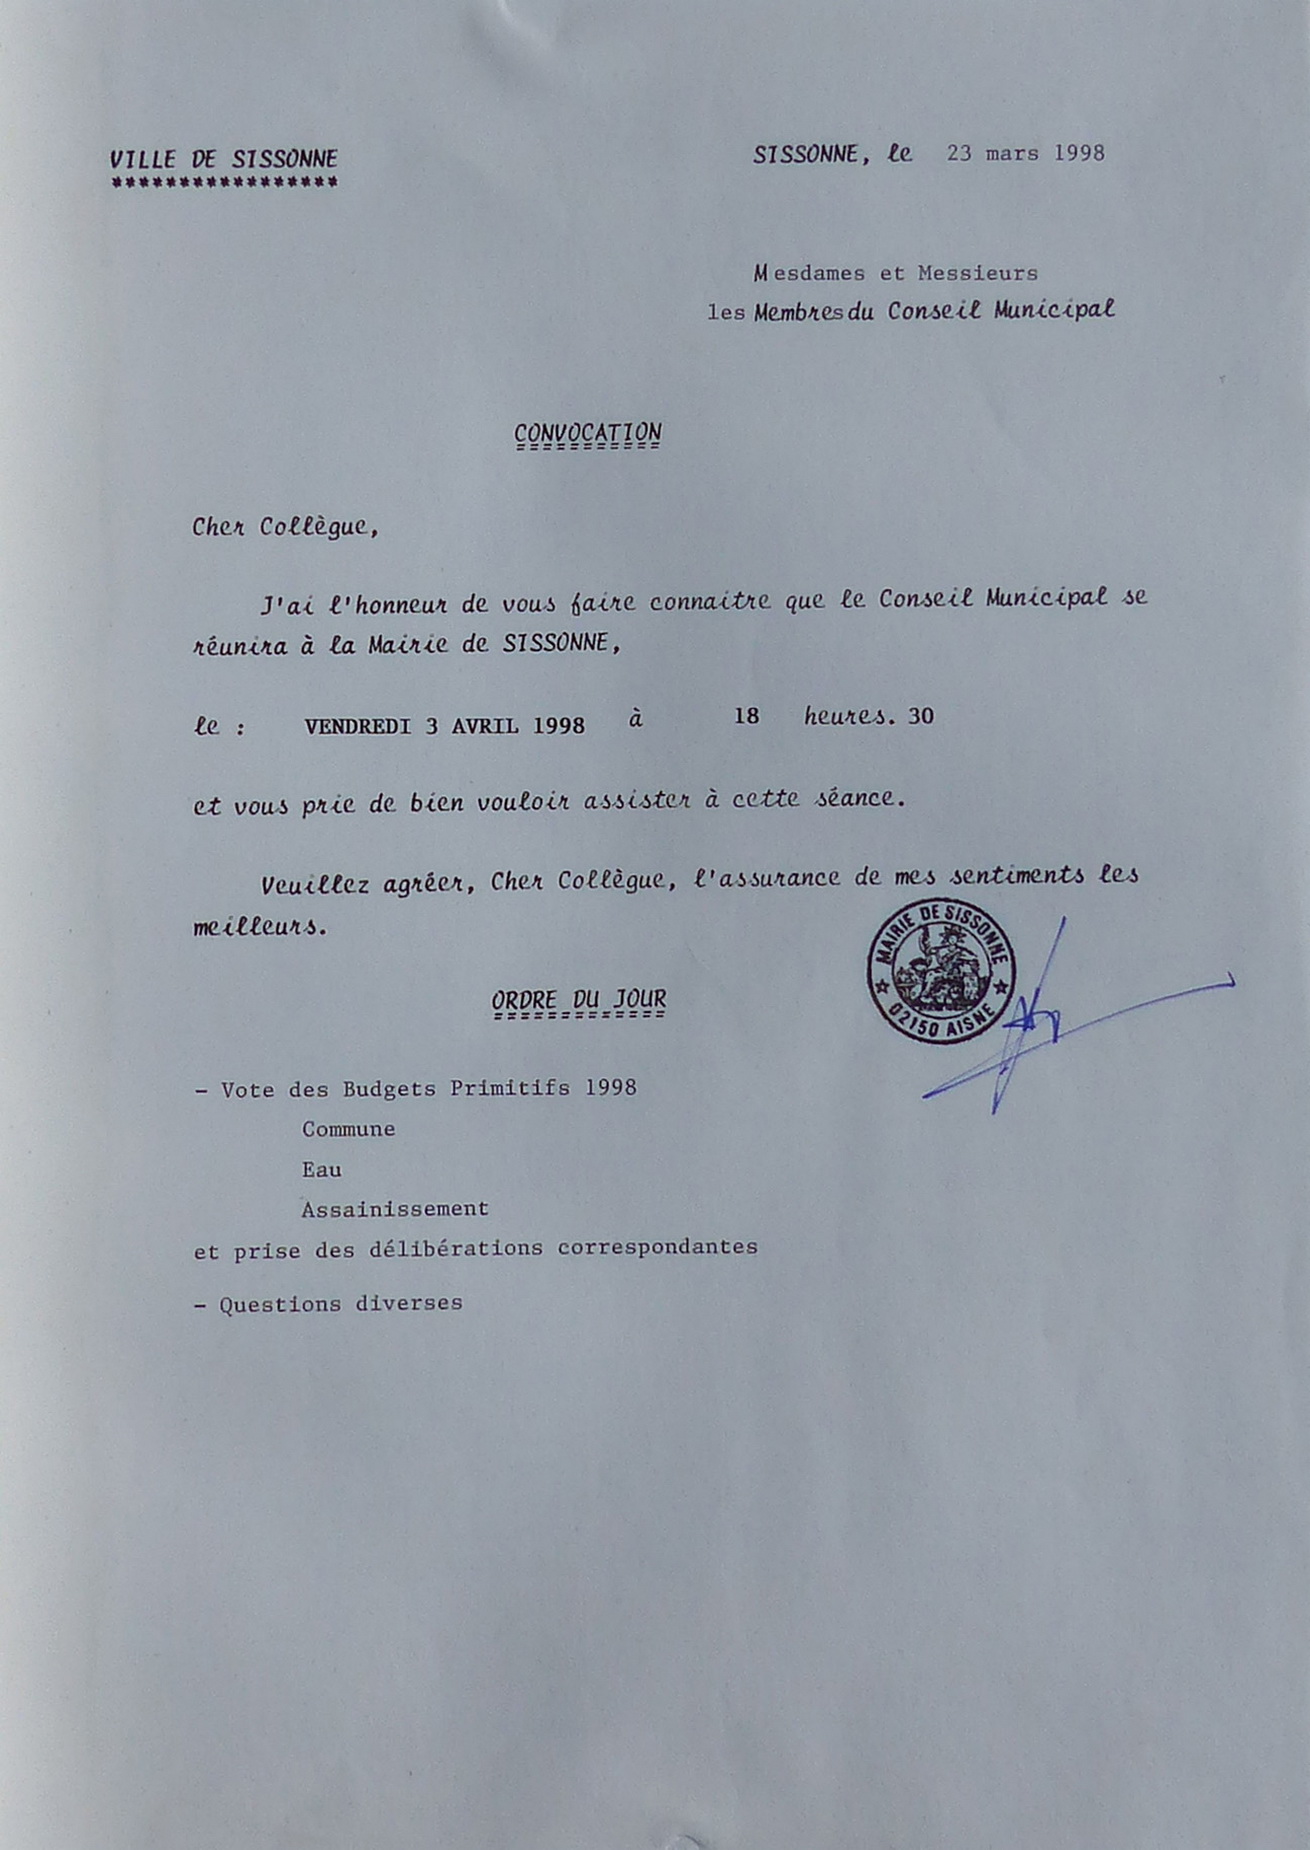 VILLE DE SISSONNE
*****************
SISSONNE, le 23 mars 1998
Mesdames et Messieurs
les Membres du Conseil Municipal
CONVOCATION
===========
Cher Collègue,
J'ai l'honneur de vous faire connaitre que le Conseil Municipal se
réunira à la Mairie de SISSONNE,
le : VENDREDI 3 AVRIL 1998 à 18 heures. 30
et vous prie de bien vouloir assister à cette séance.
Veuillez agréer, Cher Collègue, l'assurance de mes sentiments les
meilleurs.
MAIRIE DE SISSONNE
02150 AISNE
ORDRE DU JOUR
=============
- Vote des Budgets Primitifs 1998
Commune
Eau
Assainissement
et prise des délibérations correspondantes
- Questions diverses